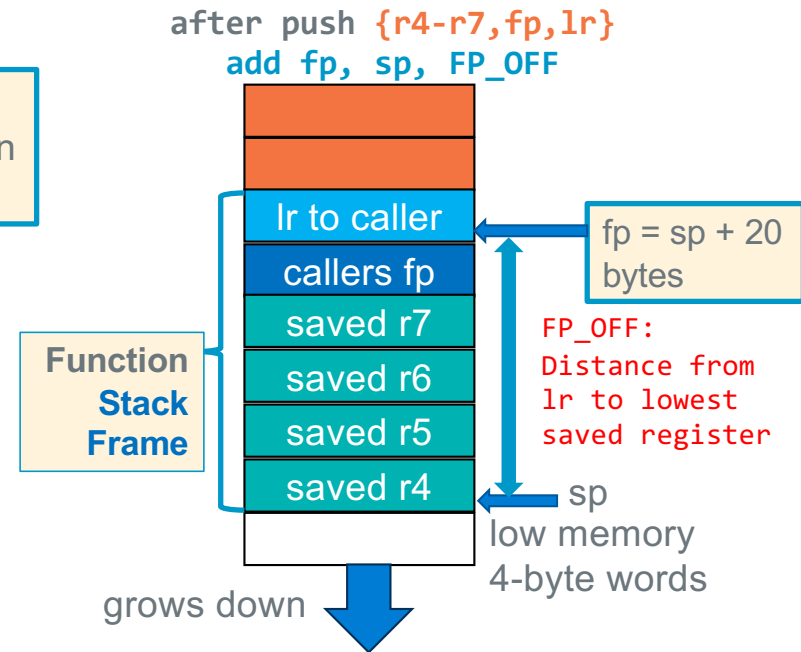 after push {r4-r7,fp,lr}
add fp, sp, FP_OFF
n
lr to caller
fp = sp + 20
bytes
callers fp
saved r7
FP_OFF:
Distance from
lr to lowest
saved register
Function
Stack
Frame
saved r6
saved r5
saved r4
sp
low memory
4-byte words
grows down